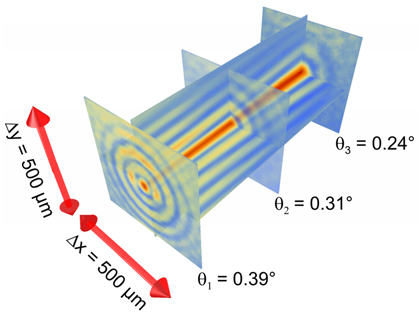 Δy = 500 μm
Δx = 500 μm
θ₁ = 0.39°
θ₂ = 0.31°
θ₃ = 0.24°